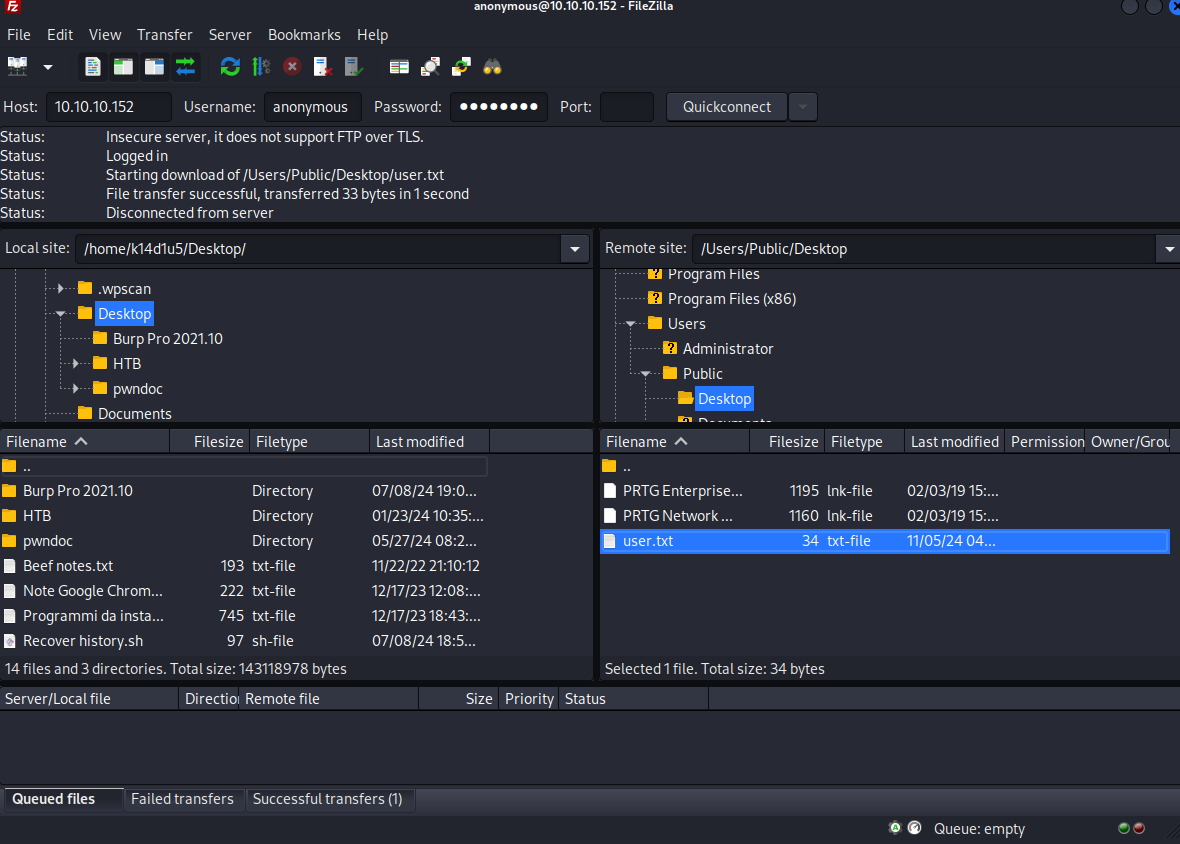 Fz anonymous@10.10.10.152 - FileZilla
File Edit View Transfer Server Bookmarks Help
Host: 10.10.10.152 Username: anonymous Password: ●●●●●●●● Port: Quickconnect
Status: Insecure server, it does not support FTP over TLS.
Status: Logged in
Status: Starting download of /Users/Public/Desktop/user.txt
Status: File transfer successful, transferred 33 bytes in 1 second
Status: Disconnected from server
Local site: /home/k14d1u5/Desktop/
.wpscan
Desktop
Burp Pro 2021.10
HTB
pwndoc
Documents
Remote site: /Users/Public/Desktop
Program Files
Program Files (x86)
Users
Administrator
Public
Desktop
Documents
Filename Filesize Filetype Last modified
..
Burp Pro 2021.10 Directory 07/08/24 19:0...
HTB Directory 01/23/24 10:35:...
pwndoc Directory 05/27/24 08:2...
Beef notes.txt 193 txt-file 11/22/22 21:10:12
Note Google Chrom... 222 txt-file 12/17/23 12:08:...
Programmi da insta... 745 txt-file 12/17/23 18:43:...
Recover history.sh 97 sh-file 07/08/24 18:5...
14 files and 3 directories. Total size: 143118978 bytes
Filename Filesize Filetype Last modified Permission Owner/Grou
..
PRTG Enterprise... 1195 lnk-file 02/03/19 15:...
PRTG Network ... 1160 lnk-file 02/03/19 15:...
user.txt 34 txt-file 11/05/24 04...
Selected 1 file. Total size: 34 bytes
Server/Local file Direction Remote file Size Priority Status
Queued files Failed transfers Successful transfers (1)
Queue: empty